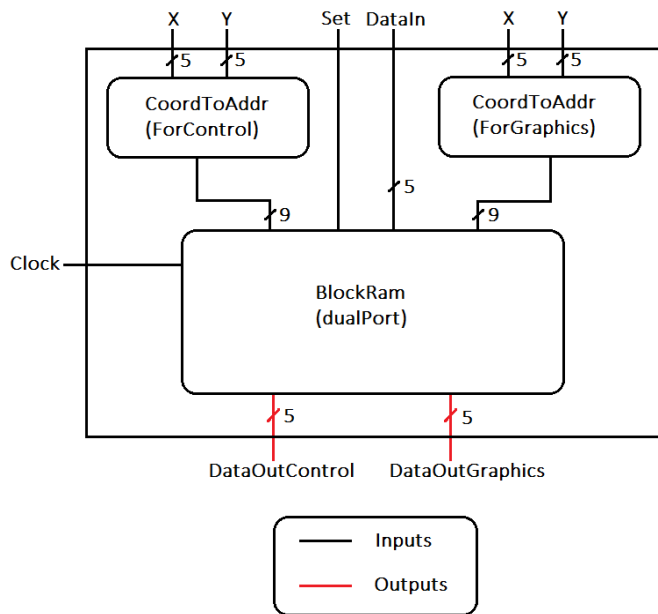 X Y Set DataIn X Y
5 5 5 5
CoordToAddr
(ForControl)
CoordToAddr
(ForGraphics)
5
9 9
Clock
BlockRam
(dualPort)
5 5
DataOutControl DataOutGraphics
Inputs
Outputs